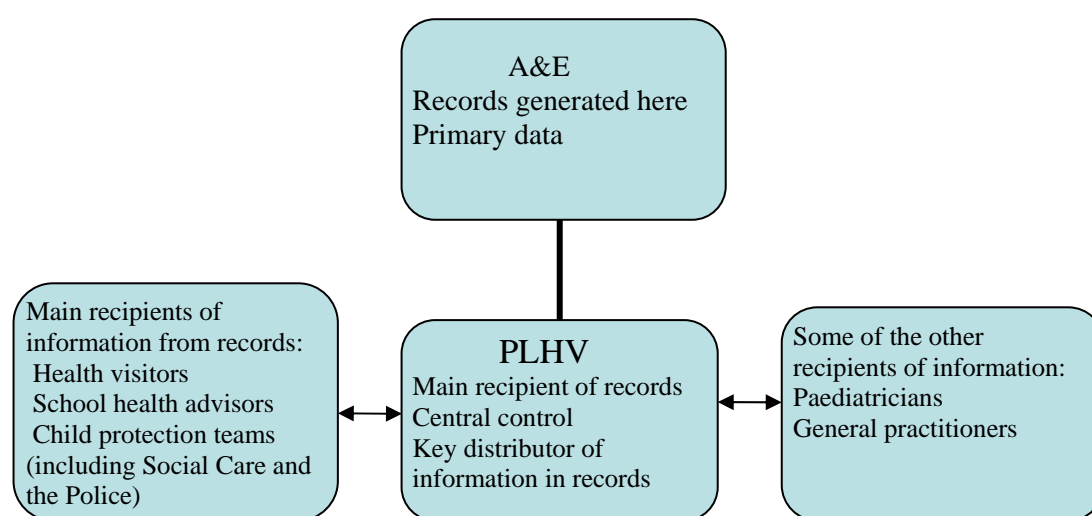 A&E
Records generated here
Primary data
Main recipients of
information from records:
Health visitors
School health advisors
Child protection teams
(including Social Care and
the Police)
PLHV
Main recipient of records
Central control
Key distributor of
information in records
Some of the other
recipients of information:
Paediatricians
General practitioners